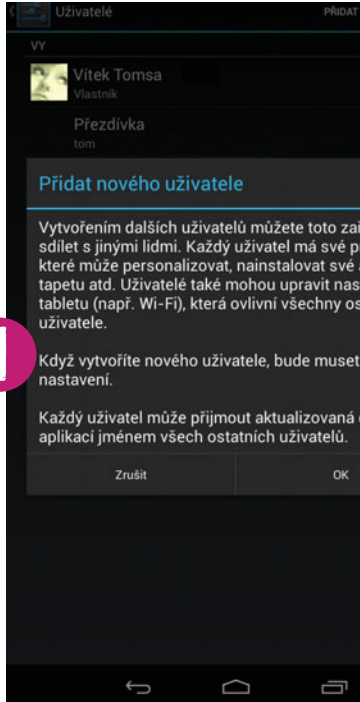 Uživatelé
PŘIDAT
VY
Vítek Tomsa
Vlastník
Přezdívka
tom
Přidat nového uživatele
Vytvořením dalších uživatelů můžete toto
sdílet s jinými lidmi. Každý uživatel má své
které může personalizovat, nainstalovat své
tapetu atd. Uživatelé také mohou upravit
tabletu (např. Wi-Fi), která ovlivní všechny
uživatele.
Když vytvoříte nového uživatele, bude muset
nastavení.
Každý uživatel může přijmout aktualizovaná
aplikací jménem všech ostatních uživatelů.
Zrušit
OK